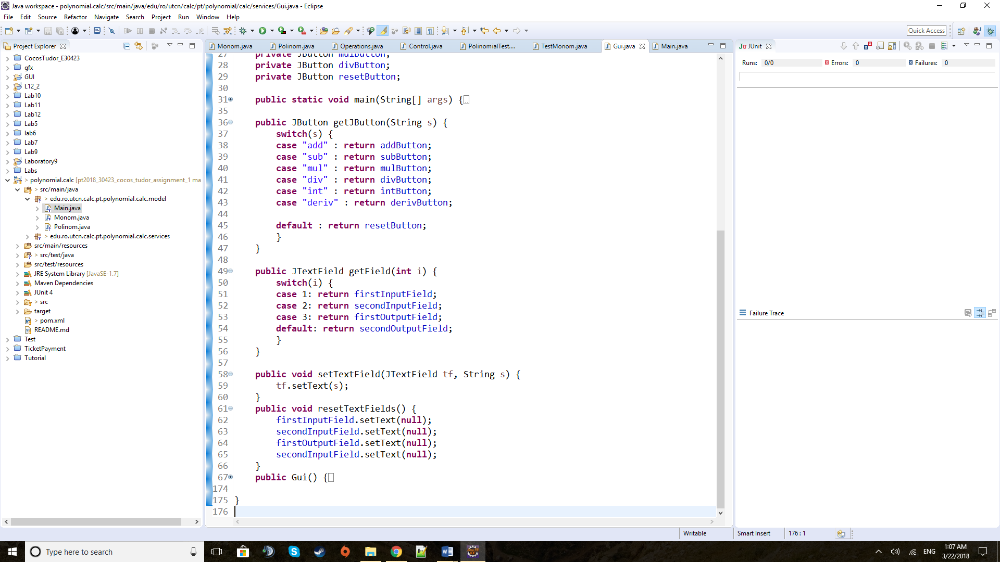 Java workspace - polynomial.calc/src/main/java/edu/ro/utcn/calc/pt/polynomial/calc/services/Gui.java - Eclipse
File Edit Source Refactor Navigate Search Project Run Window Help
Quick Access
Project Explorer
CocosTudor_E30423
gfx
GUI
L12_2
Lab10
Lab11
Lab12
Lab5
lab6
Lab7
Lab9
Laboratory9
Labs
> polynomial.calc [pt2018_30423_cocos_tudor_assignment_1 ma
> src/main/java
> edu.ro.utcn.calc.pt.polynomial.calc.model
Main.java
Monom.java
Polinom.java
> edu.ro.utcn.calc.pt.polynomial.calc.services
src/main/resources
> src/test/java
src/test/resources
JRE System Library [JavaSE-1.7]
Maven Dependencies
JUnit 4
> src
target
> pom.xml
README.md
Test
TicketPayment
Tutorial
Monom.java Polinom.java Operations.java Control.java PolinomialTest.... TestMonom.java Gui.java Main.java
27 private JButton mulButton;
28 private JButton divButton;
29 private JButton resetButton;
30
31 public static void main(String[] args) {
35
36 public JButton getJButton(String s) {
37 switch(s) {
38 case "add" : return addButton;
39 case "sub" : return subButton;
40 case "mul" : return mulButton;
41 case "div" : return divButton;
42 case "int" : return intButton;
43 case "deriv" : return derivButton;
44
45 default : return resetButton;
46 }
47 }
48
49 public JTextField getField(int i) {
50 switch(i) {
51 case 1: return firstInputField;
52 case 2: return secondInputField;
53 case 3: return firstOutputField;
54 default: return secondOutputField;
55 }
56 }
57
58 public void setTextField(JTextField tf, String s) {
59 tf.setText(s);
60 }
61 public void resetTextFields() {
62 firstInputField.setText(null);
63 secondInputField.setText(null);
64 firstOutputField.setText(null);
65 secondInputField.setText(null);
66 }
67 public Gui() {
174
175 }
176
JUnit
Runs: 0/0 Errors: 0 Failures: 0
Failure Trace
Writable Smart Insert 176 : 1
Type here to search
ENG
1:07 AM
3/22/2018